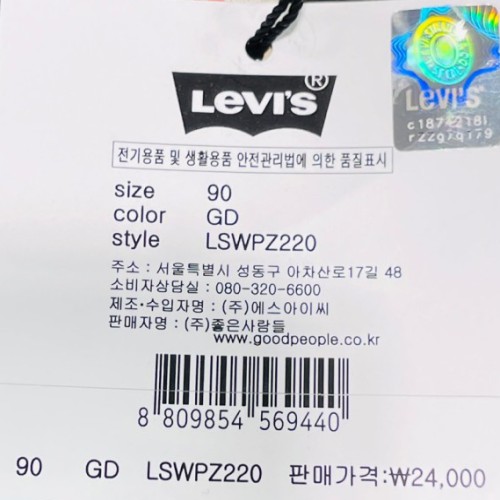 LEVI'S®
LEVI'S
전기용품 및 생활용품 안전관리법에 의한 품질표시
size 90
color GD
style LSWPZ220
주소 : 서울특별시 성동구 아차산로17길 48
소비자상담실 : 080-320-6600
제조·수입자명 : (주)에스아이씨
판매자명 : (주)좋은사람들
www.goodpeople.co.kr
8 809854 569440
90 GD LSWPZ220 판매가격:₩24,000